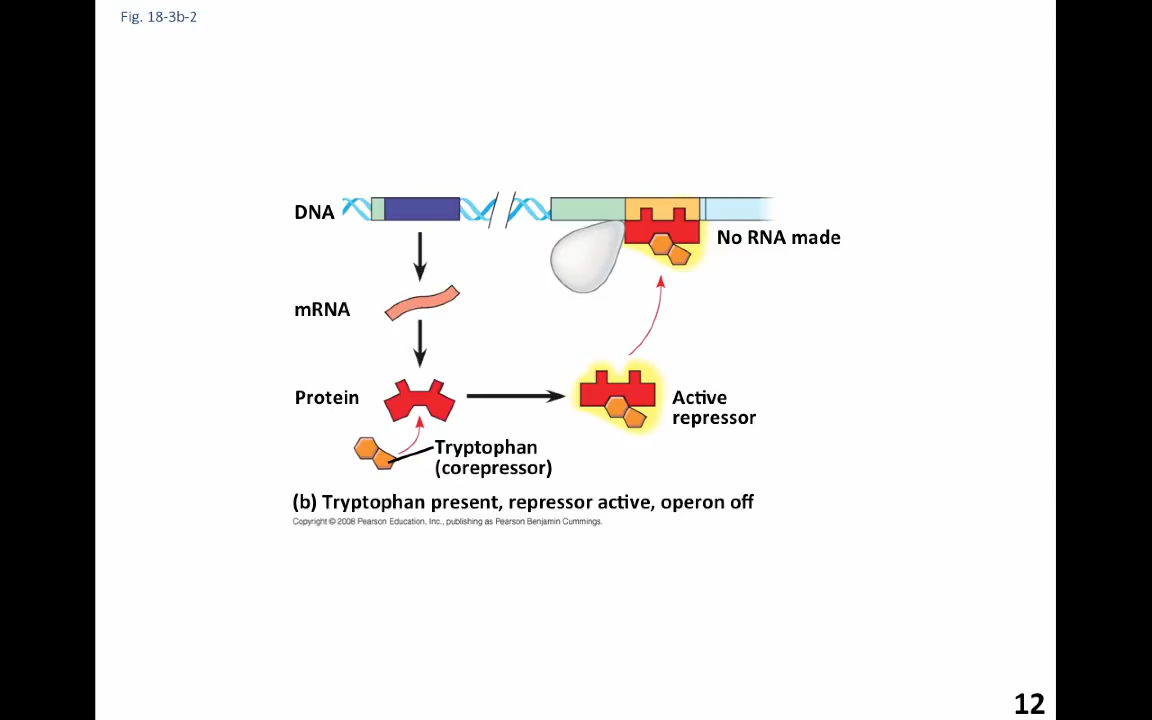 Fig. 18-3b-2
DNA
No RNA made
mRNA
Protein
Active
repressor
Tryptophan
(corepressor)
(b) Tryptophan present, repressor active, operon off
Copyright © 2008 Pearson Education, Inc., publishing as Pearson Benjamin Cummings.
12